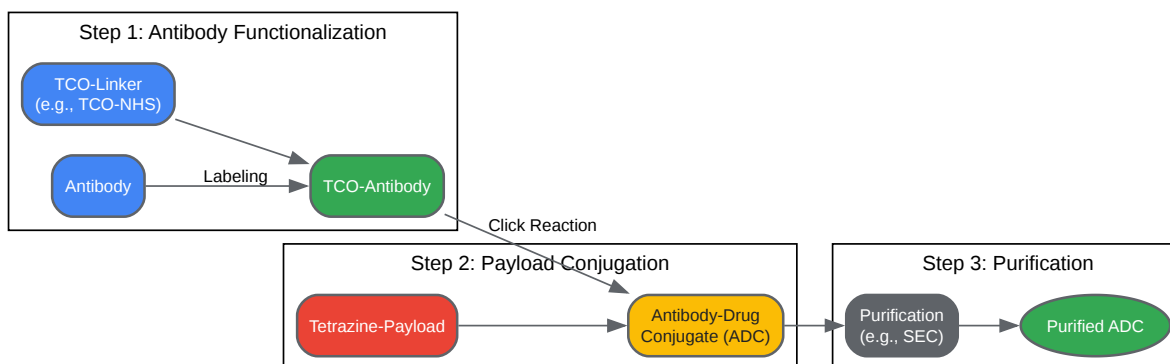 Step 1: Antibody Functionalization
TCO-Linker
(e.g., TCO-NHS)
Antibody
Labeling
TCO-Antibody
Click Reaction
Step 2: Payload Conjugation
Tetrazine-Payload
Antibody-Drug
Conjugate (ADC)
Step 3: Purification
Purification
(e.g., SEC)
Purified ADC